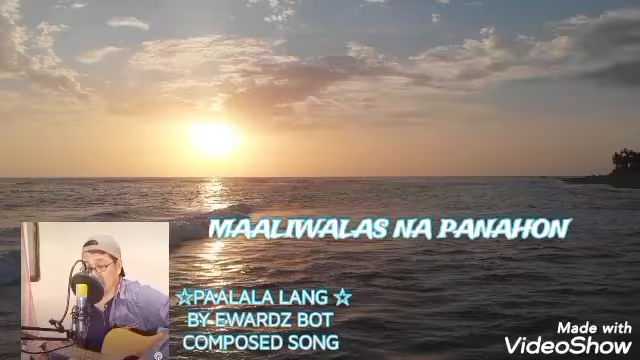 MAALIWALAS NA PANAHON
☆PAALALA LANG ☆
BY EWARDZ BOT
COMPOSED SONG
Made with
VideoShow